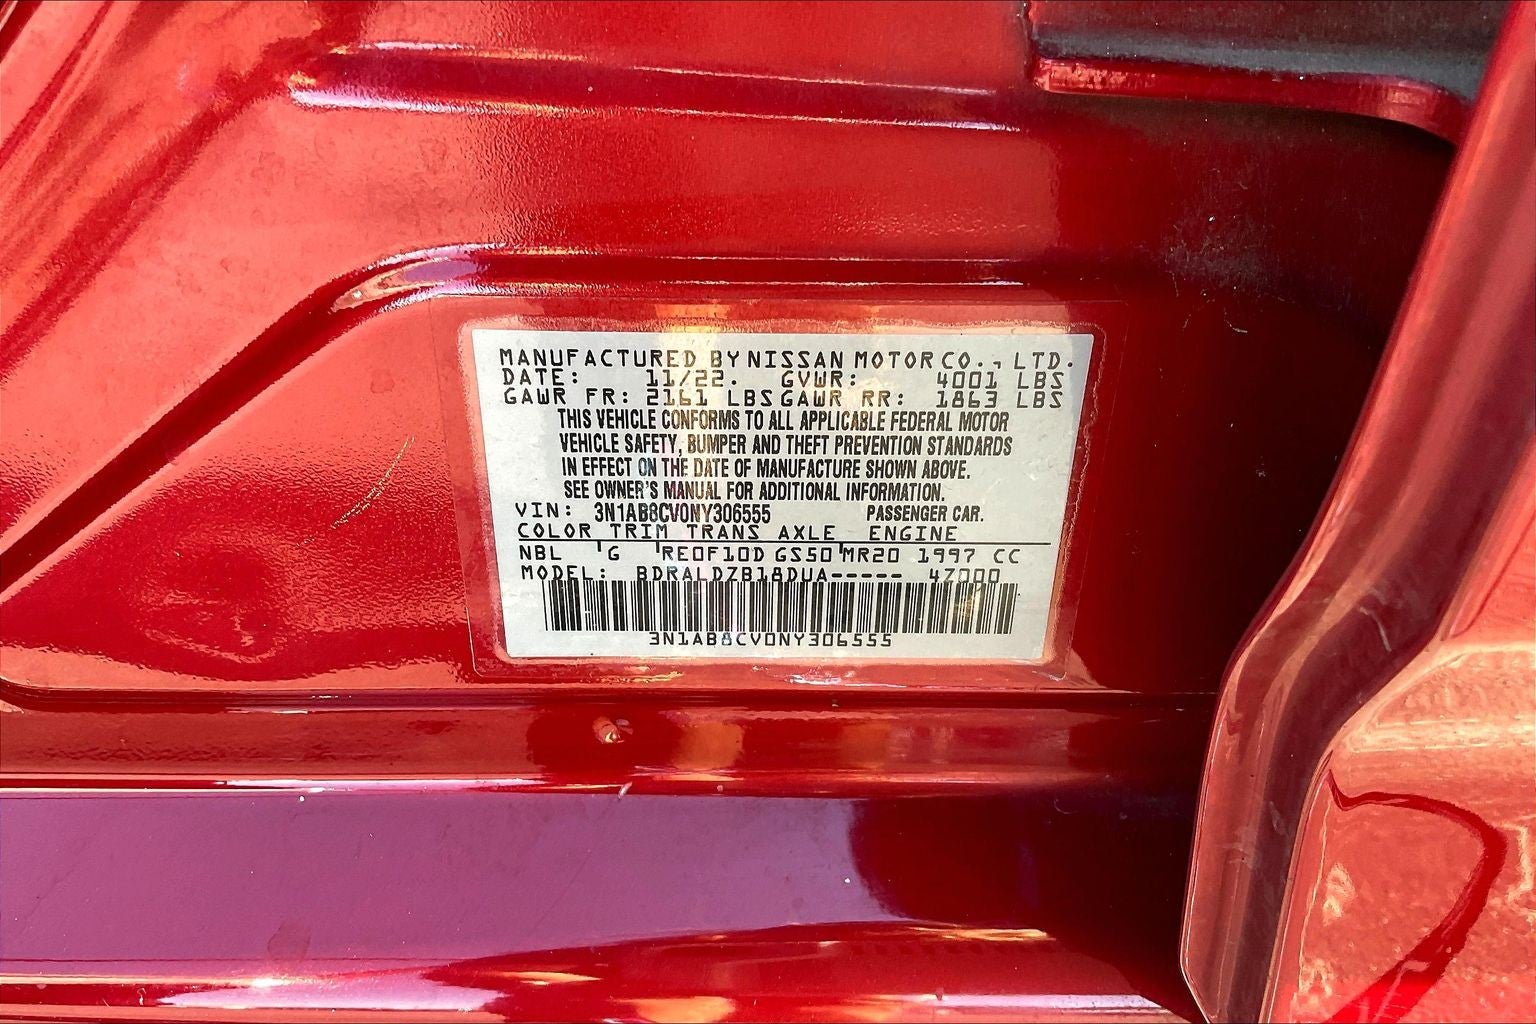 MANUFACTURED BY NISSAN MOTOR CO., LTD.
DATE: 11/22. GVWR: 4001 LBS
GAWR FR: 2161 LBS GAWR RR: 1863 LBS
THIS VEHICLE CONFORMS TO ALL APPLICABLE FEDERAL MOTOR
VEHICLE SAFETY, BUMPER AND THEFT PREVENTION STANDARDS
IN EFFECT ON THE DATE OF MANUFACTURE SHOWN ABOVE.
SEE OWNER'S MANUAL FOR ADDITIONAL INFORMATION.
VIN: 3N1AB8CV0NY306555 PASSENGER CAR.
COLOR TRIM TRANS AXLE ENGINE
NBL 'G 'RE0F10D GS50'MR20 1997 CC
MODEL: BDRALDZB18DUA----- 4Z000
3N1AB8CV0NY306555